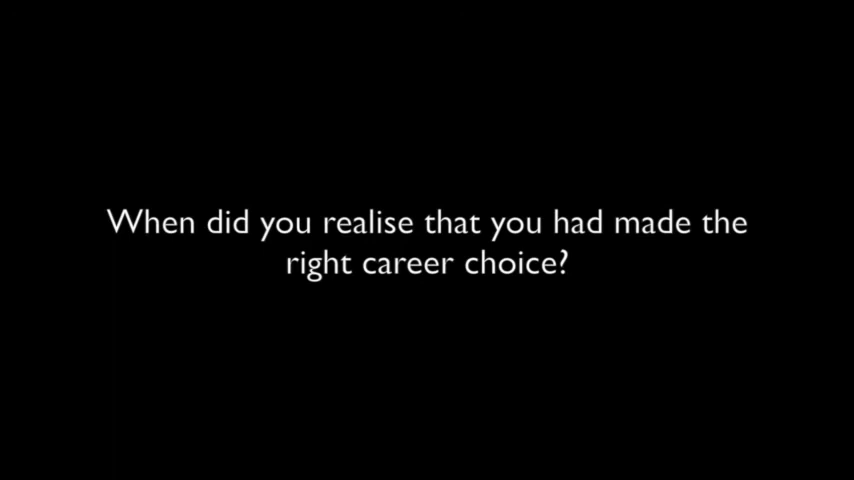 When did you realise that you had made the
right career choice?